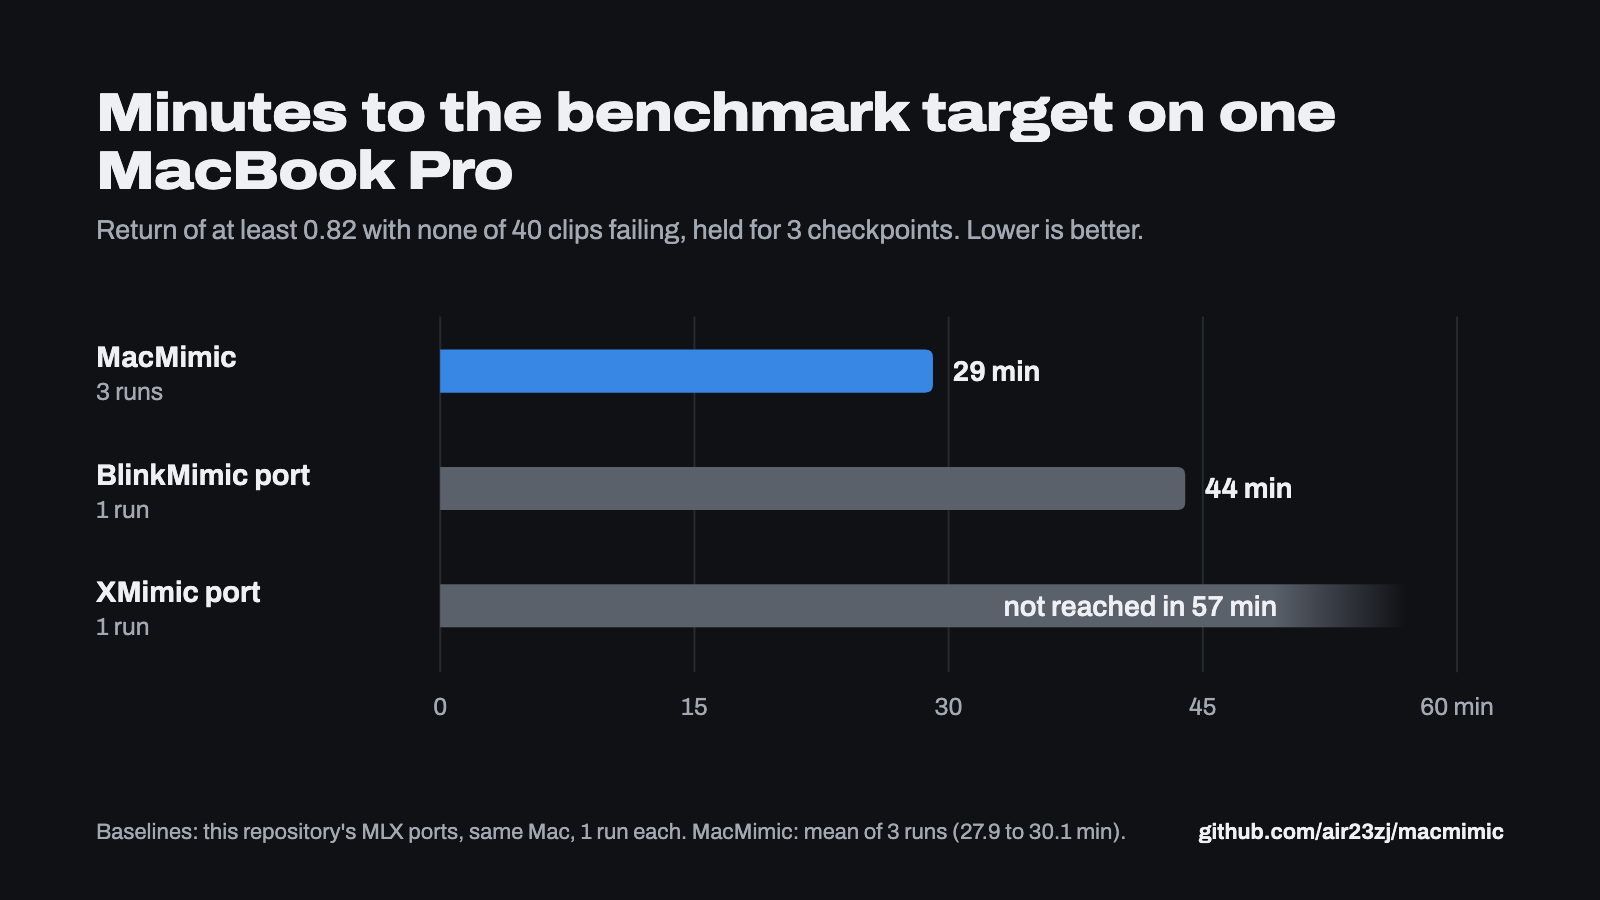 Minutes to the benchmark target on one
MacBook Pro
Return of at least 0.82 with none of 40 clips failing, held for 3 checkpoints. Lower is better.
MacMimic
3 runs
29 min
BlinkMimic port
1 run
44 min
XMimic port
1 run
not reached in 57 min
0 15 30 45 60 min
Baselines: this repository's MLX ports, same Mac, 1 run each. MacMimic: mean of 3 runs (27.9 to 30.1 min).
github.com/air23zj/macmimic